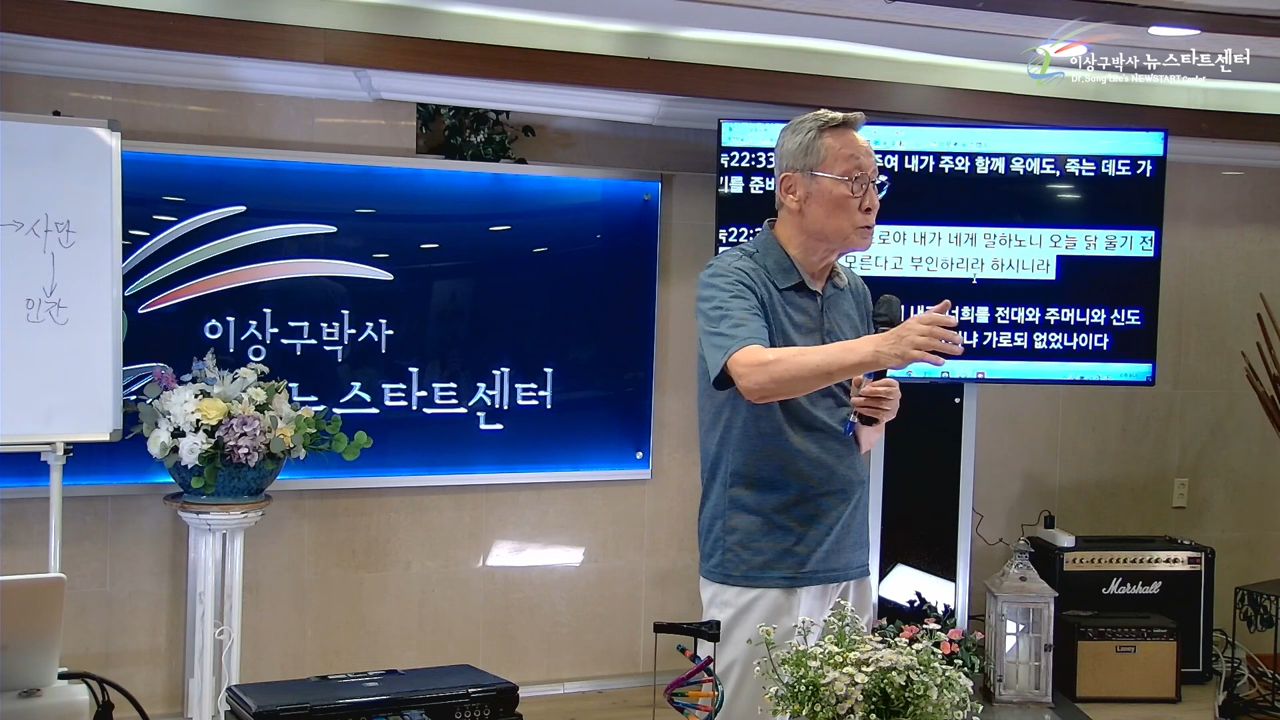 이상구박사 뉴스타트센터
Dr. Sang Lee's NEWSTART Center
→사단
↓
인간
이상구박사
뉴스타트센터
눅22:33 주여 내가 주와 함께 옥에도, 죽는 데도 가
기를 준비
눅22:3 로야 내가 네게 말하노니 오늘 닭 울기 전
모른다고 부인하리라 하시니라
내 너희를 전대와 주머니와 신도
냐 가로되 없었나이다
Marshall
Laney